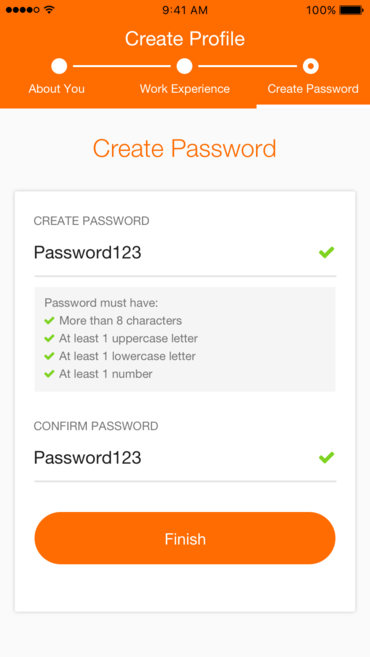 9:41 AM
100%
Create Profile
About You
Work Experience
Create Password
Create Password
CREATE PASSWORD
Password123
Password must have:
More than 8 characters
At least 1 uppercase letter
At least 1 lowercase letter
At least 1 number
CONFIRM PASSWORD
Password123
Finish